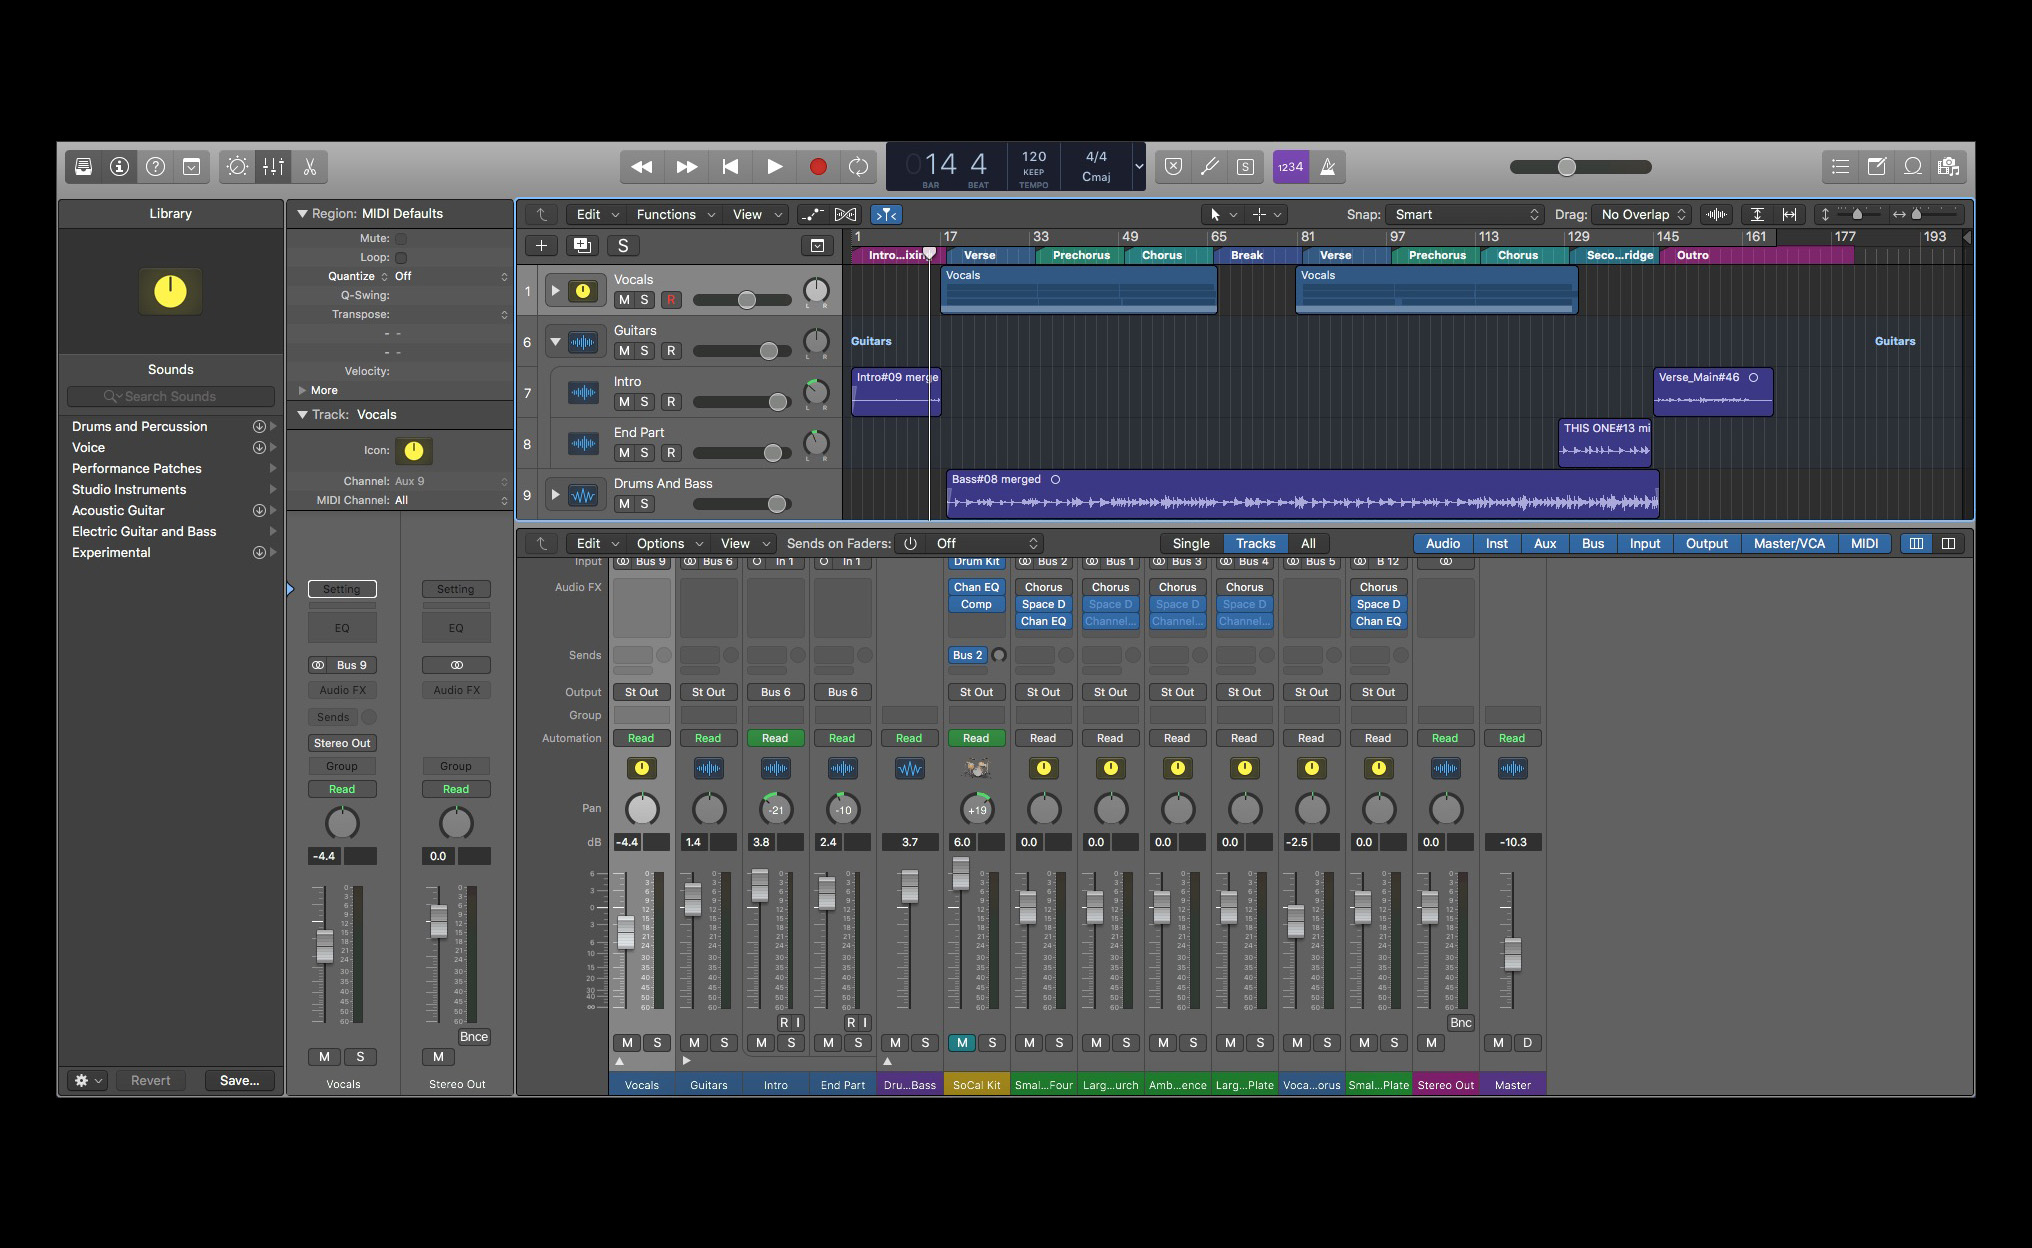 014 4
BAR BEAT
120
KEEP
TEMPO
4/4
Cmaj
S
1234
Library
Sounds
Search Sounds
Drums and Percussion
Voice
Performance Patches
Studio Instruments
Acoustic Guitar
Electric Guitar and Bass
Experimental
Revert Save...
Region: MIDI Defaults
Mute:
Loop:
Quantize Off
Q-Swing:
Transpose:
- -
- -
Velocity:
More
Track: Vocals
Icon:
Channel: Aux 9
MIDI Channel: All
Setting Setting
EQ EQ
Bus 9
Audio FX Audio FX
Sends
Stereo Out
Group Group
Read Read
-4.4 0.0
Bnce
M S M
Vocals Stereo Out
Edit Functions View Snap: Smart Drag: No Overlap
S
1 17 33 49 65 81 97 113 129 145 161 177 193
Intro...ixin Verse Prechorus Chorus Break Verse Prechorus Chorus Seco...ridge Outro
1 Vocals
M S R
L R
Vocals Vocals
6 Guitars
M S R
L R
Guitars Guitars
7 Intro
M S R
L R
Intro#09 merge Verse_Main#46
8 End Part
M S R
L R
THIS ONE#13 mi
9 Drums And Bass
M S
Bass#08 merged
Edit Options View Sends on Faders: Off Single Tracks All Audio Inst Aux Bus Input Output Master/VCA MIDI
Input Bus 9 Bus 6 In 1 In 1 Drum Kit Bus 2 Bus 1 Bus 3 Bus 4 Bus 5 B 12
Audio FX Chan EQ Chorus Chorus Chorus Chorus Chorus
Comp Space D Space D Space D Space D Space D
Chan EQ Channel... Channel... Channel... Chan EQ
Sends Bus 2
Output St Out St Out Bus 6 Bus 6 St Out St Out St Out St Out St Out St Out St Out
Group
Automation Read Read Read Read Read Read Read Read Read Read Read Read Read Read
Pan -21 -10 +19
dB -4.4 1.4 3.8 2.4 3.7 6.0 0.0 0.0 0.0 0.0 -2.5 0.0 0.0 -10.3
R I R I Bnc
M S M S M S M S M S M S M S M S M S M S M S M S M M D
Vocals Guitars Intro End Part Dru...Bass SoCal Kit Smal...Four Larg...urch Amb...ence Larg...Plate Voca...orus Smal...Plate Stereo Out Master